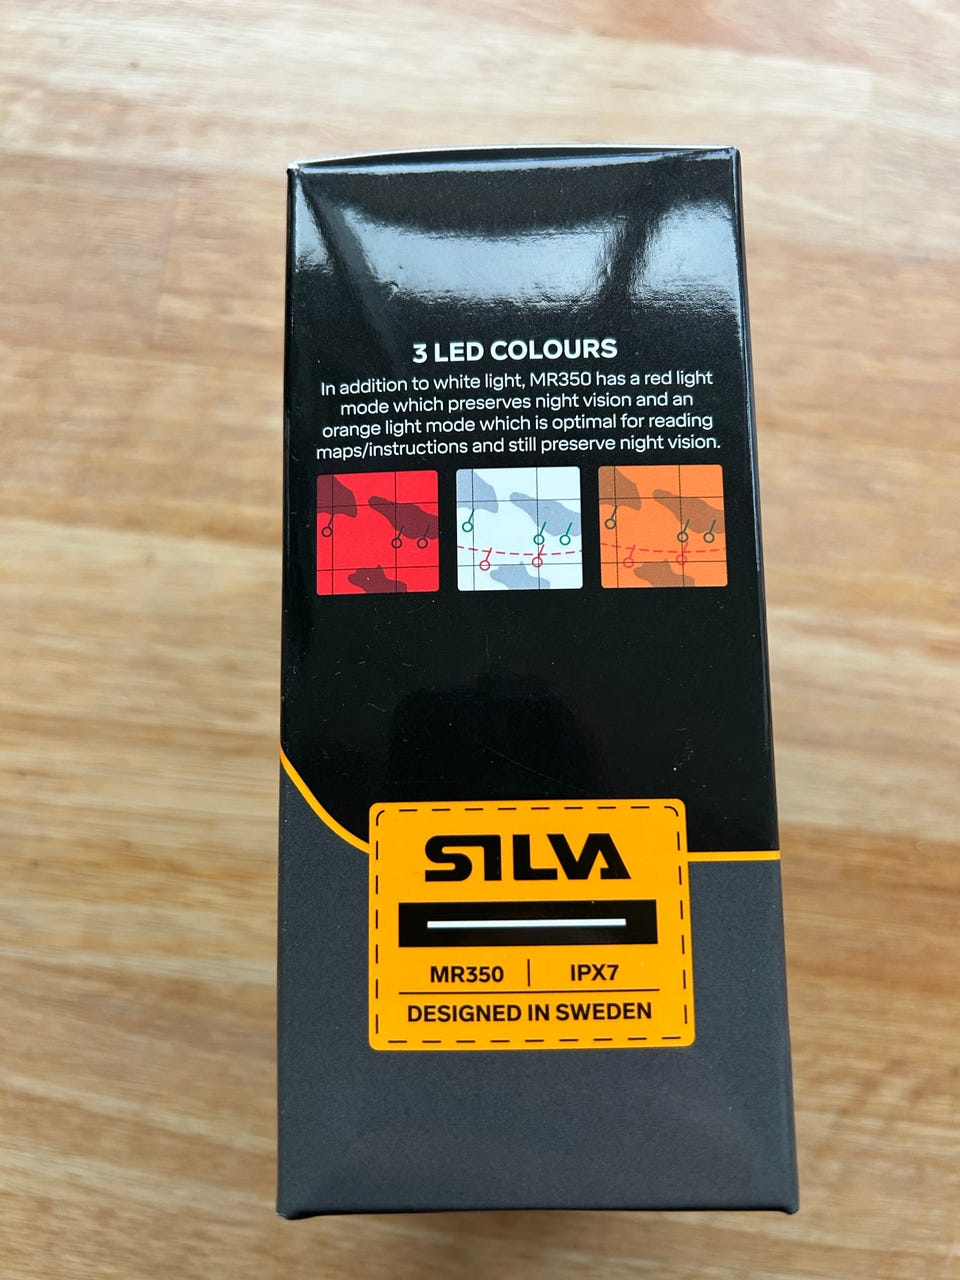 3 LED COLOURS
In addition to white light, MR350 has a red light
mode which preserves night vision and an
orange light mode which is optimal for reading
maps/instructions and still preserve night vision.
SILVA
MR350 | IPX7
DESIGNED IN SWEDEN